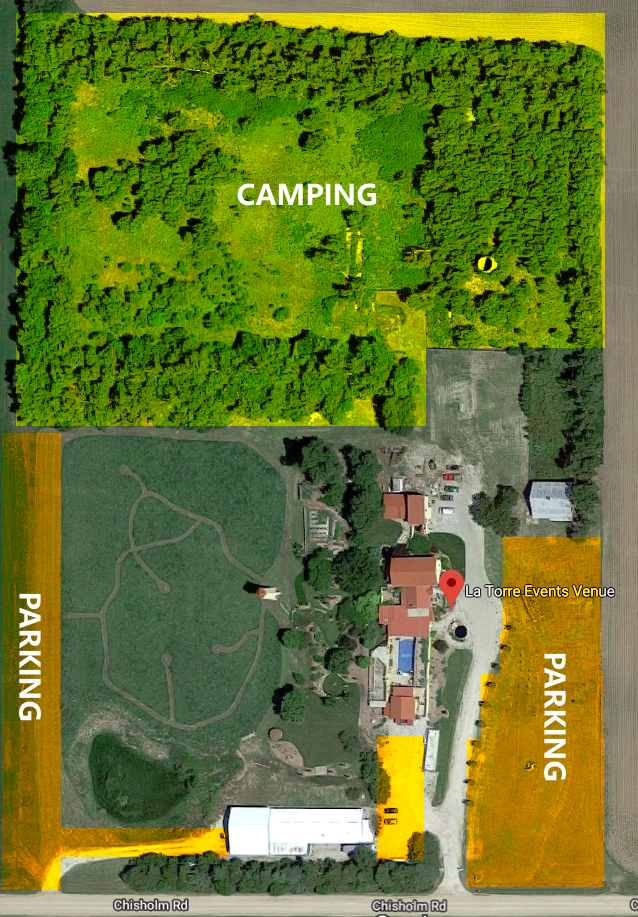 CAMPING
La Torre Events Venue
PARKING
PARKING
Chisholm Rd
Chisholm Rd